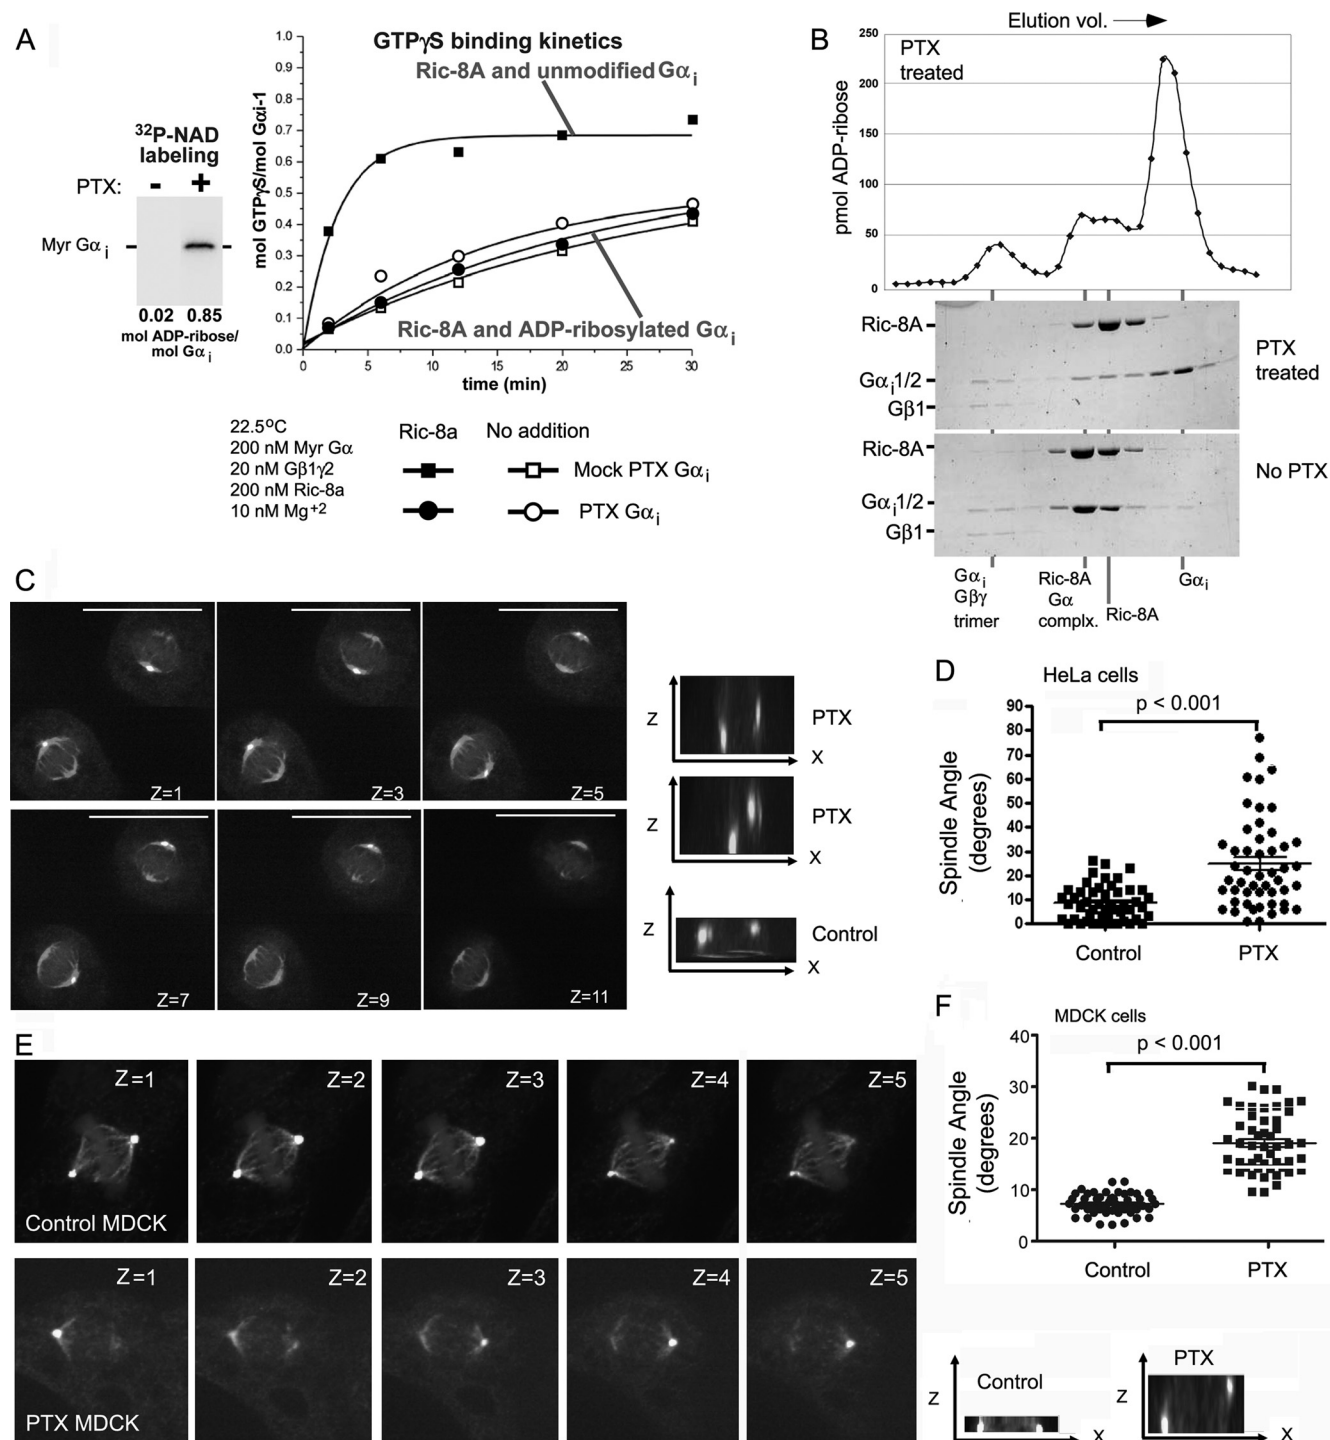 A
32P-NAD
labeling
PTX: - +
Myr Gαi
0.02 0.85
mol ADP-ribose/
mol Gαi
GTPγS binding kinetics
Ric-8A and unmodified Gαi
Ric-8A and ADP-ribosylated Gαi
mol GTPγS/mol Gαi-1
1.0
0.9
0.8
0.7
0.6
0.5
0.4
0.3
0.2
0.1
0.0
0 5 10 15 20 25 30
time (min)
22.5oC
200 nM Myr Gα
20 nM Gβ1γ2
200 nM Ric-8a
10 nM Mg+2
Ric-8a No addition
Mock PTX Gαi
PTX Gαi
B
Elution vol.
PTX
treated
pmol ADP-ribose
250
200
150
100
50
0
Ric-8A
Gαi1/2
Gβ1
PTX
treated
Ric-8A
Gαi1/2
Gβ1
No PTX
Gαi
Gβγ
trimer
Ric-8A
Gα
complx.
Ric-8A
Gαi
C
Z=1
Z=3
Z=5
Z=7
Z=9
Z=11
Z
X
PTX
Z
X
PTX
Z
X
Control
D
HeLa cells
p < 0.001
Spindle Angle
(degrees)
90
80
70
60
50
40
30
20
10
0
Control PTX
E
Z=1
Z=2
Z=3
Z=4
Z=5
Control MDCK
Z=1
Z=2
Z=3
Z=4
Z=5
PTX MDCK
F
MDCK cells
p < 0.001
Spindle Angle
(degrees)
40
30
20
10
0
Control PTX
Control
Z
X
PTX
Z
X